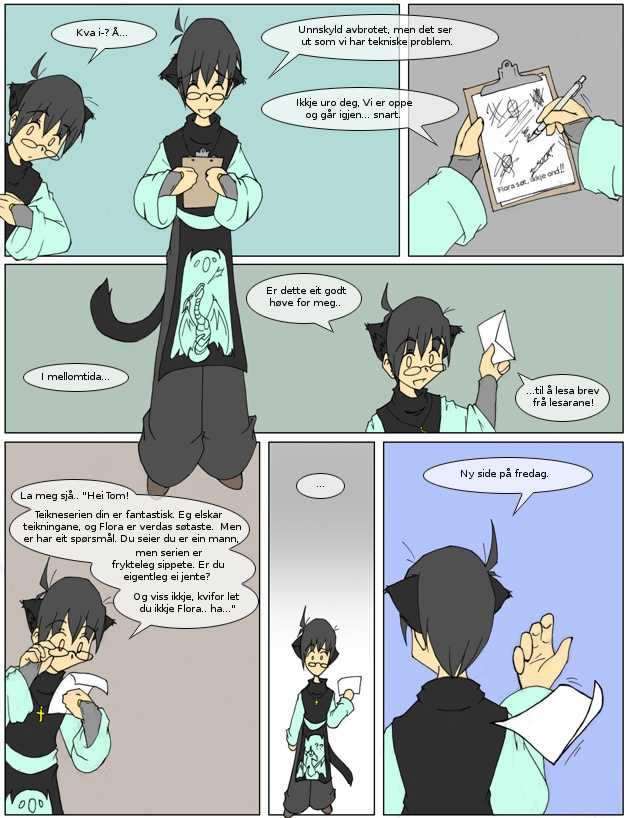 Kva i-? Å...
Unnskyld avbrotet, men det ser
ut som vi har tekniske problem.
Ikkje uro deg, Vi er oppe
og går igjen... snart.
Flora søt, ikkje ond!!
Er dette eit godt
høve for meg..
I mellomtida...
...til å lesa brev
frå lesarane!
La meg sjå.. "Hei Tom!
Teikneserien din er fantastisk. Eg elskar
teikningane, og Flora er verdas søtaste. Men
er har eit spørsmål. Du seier du er ein mann,
men serien er
frykteleg sippete. Er du
eigentleg ei jente?
Og viss ikkje, kvifor let
du ikkje Flora.. ha..."
...
Ny side på fredag.